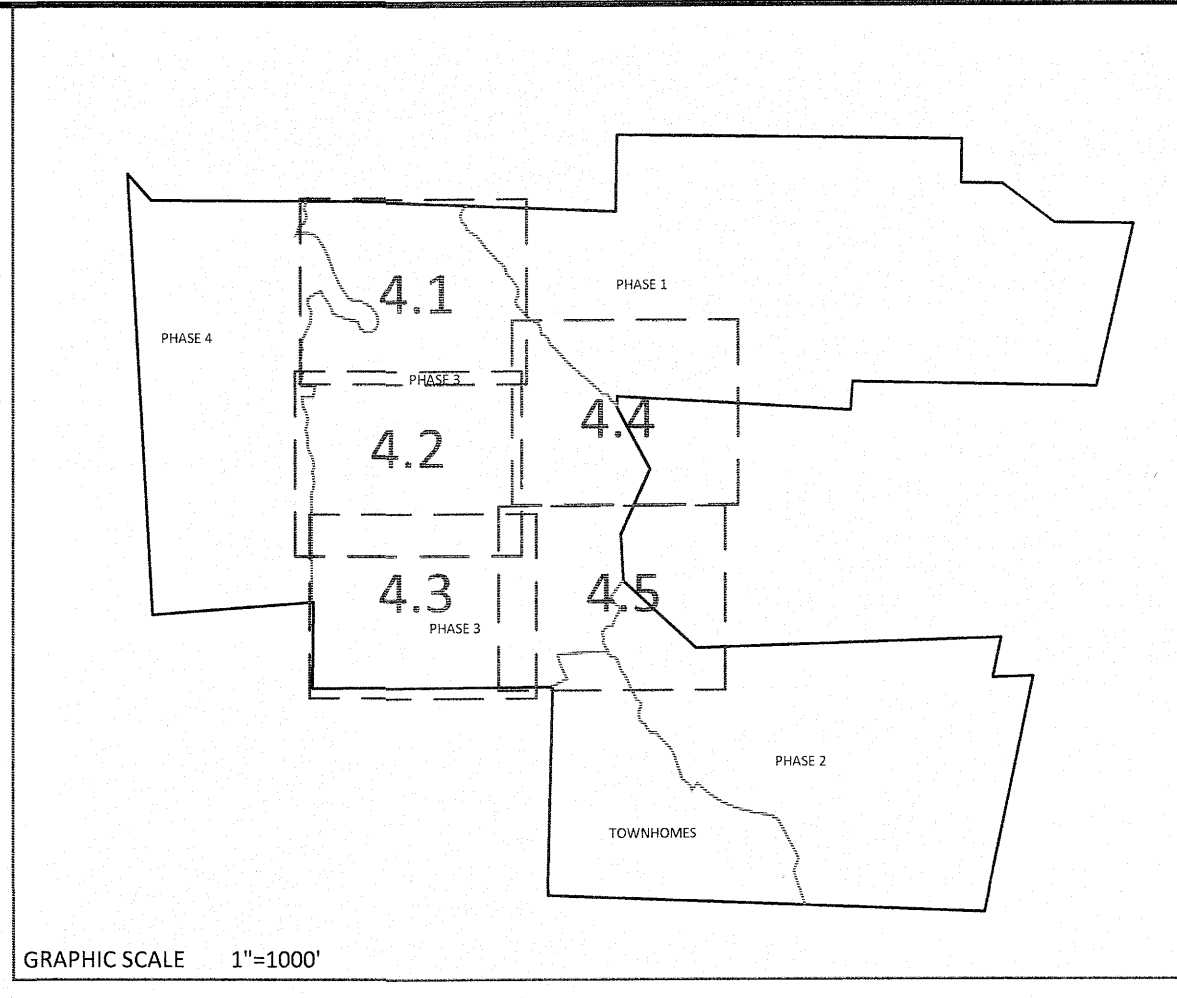 PHASE 1
4.1
PHASE 4
PHASE 3
4.4
4.2
4.3
4.5
PHASE 3
PHASE 2
TOWNHOMES
GRAPHIC SCALE 1"=1000'